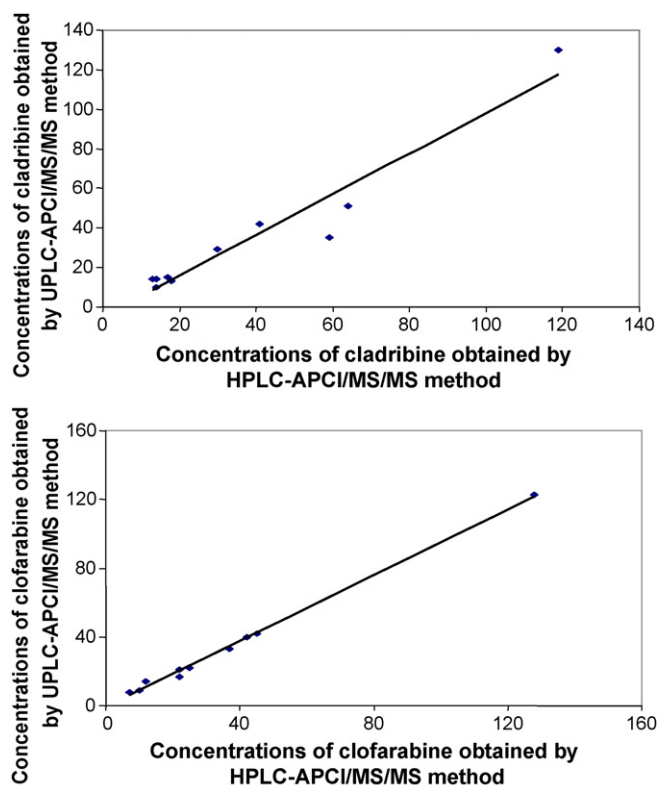 Concentrations of cladribine obtained
by UPLC-APCI/MS/MS method
140
120
100
80
60
40
20
0
0 20 40 60 80 100 120 140
Concentrations of cladribine obtained by
HPLC-APCI/MS/MS method
Concentrations of clofarabine obtained
by UPLC-APCI/MS/MS method
160
120
80
40
0
0 40 80 120 160
Concentrations of clofarabine obtained by
HPLC-APCI/MS/MS method